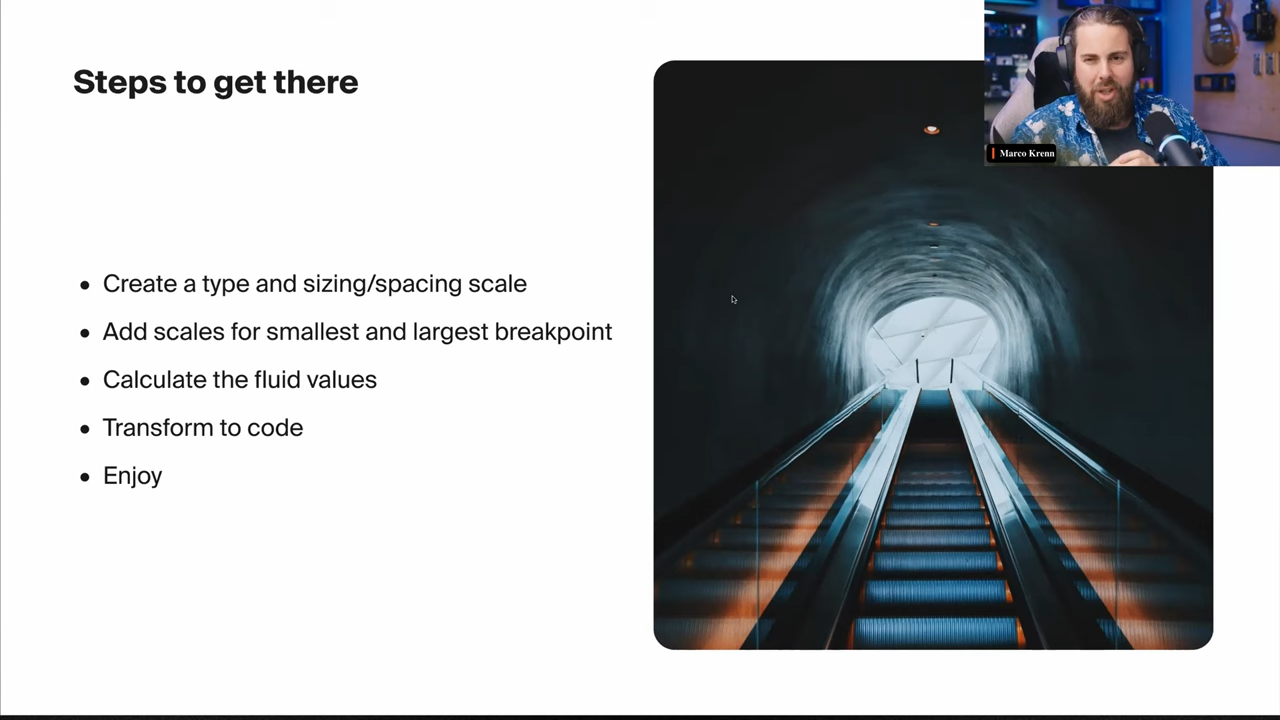 Steps to get there
Marco Krenn
Create a type and sizing/spacing scale
Add scales for smallest and largest breakpoint
Calculate the fluid values
Transform to code
Enjoy